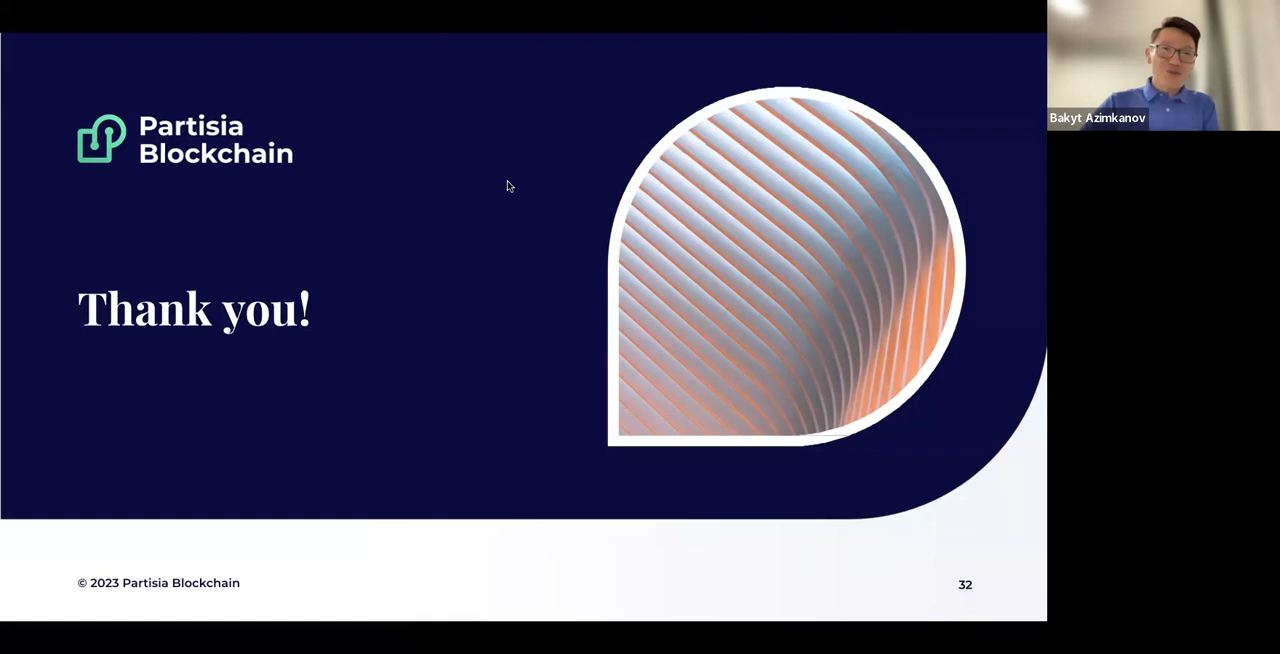 Partisia
Blockchain
Bakyt Azimkanov
Thank you!
© 2023 Partisia Blockchain
32